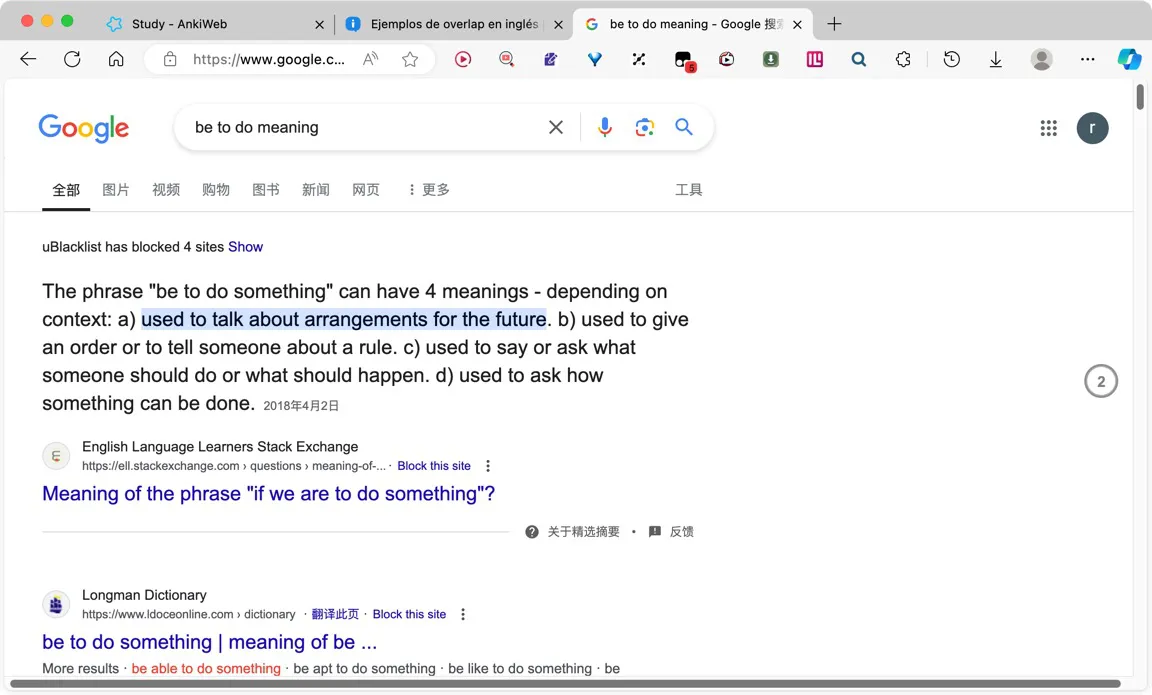 Study - AnkiWeb
Ejemplos de overlap en inglés
be to do meaning - Google 搜
https://www.google.c...
5
Google
be to do meaning
r
全部 图片 视频 购物 图书 新闻 网页 更多 工具
uBlacklist has blocked 4 sites Show
The phrase "be to do something" can have 4 meanings - depending on
context: a) used to talk about arrangements for the future. b) used to give
an order or to tell someone about a rule. c) used to say or ask what
someone should do or what should happen. d) used to ask how
something can be done. 2018年4月2日
2
English Language Learners Stack Exchange
https://ell.stackexchange.com › questions › meaning-of-... · Block this site
Meaning of the phrase "if we are to do something"?
关于精选摘要 • 反馈
Longman Dictionary
https://www.ldoceonline.com › dictionary · 翻译此页 · Block this site
be to do something | meaning of be ...
More results · be able to do something · be apt to do something · be like to do something · be